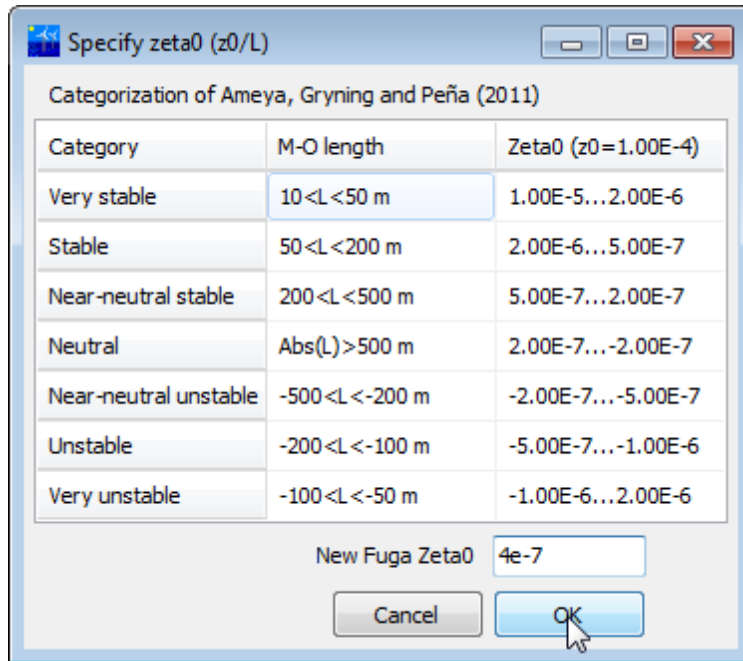 Specify zeta0 (z0/L)
Categorization of Ameya, Gryning and Peña (2011)
Category M-O length Zeta0 (z0=1.00E-4)
Very stable 10<L<50 m 1.00E-5...2.00E-6
Stable 50<L<200 m 2.00E-6...5.00E-7
Near-neutral stable 200<L<500 m 5.00E-7...2.00E-7
Neutral Abs(L)>500 m 2.00E-7...-2.00E-7
Near-neutral unstable -500<L<-200 m -2.00E-7...-5.00E-7
Unstable -200<L<-100 m -5.00E-7...-1.00E-6
Very unstable -100<L<-50 m -1.00E-6...2.00E-6
New Fuga Zeta0 4e-7
Cancel OK